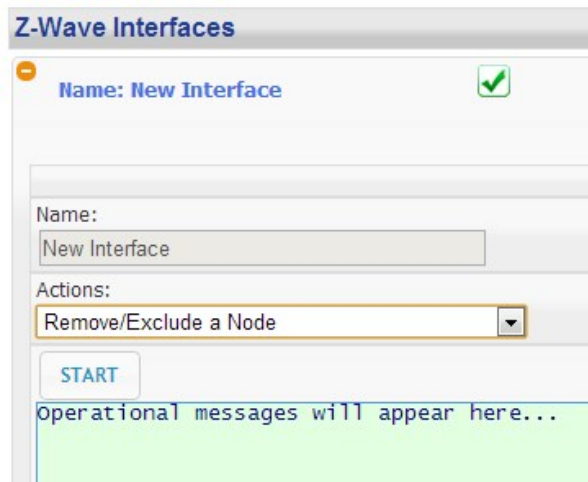 Z-Wave Interfaces
Name: New Interface
Name:
New Interface
Actions:
Remove/Exclude a Node
START
Operational messages will appear here...